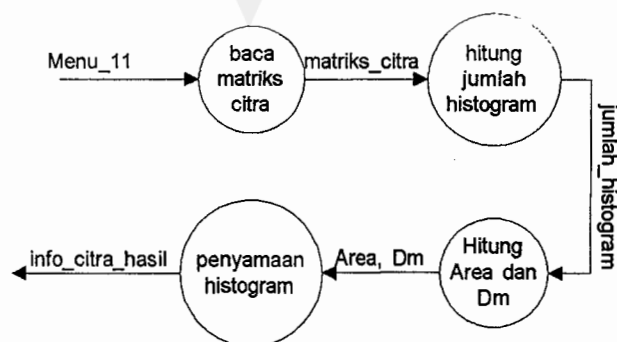 Menu_11
baca
matriks
citra
matriks_citra
hitung
jumlah
histogram
jumlah_histogram
Hitung
Area dan
Dm
Area, Dm
penyamaan
histogram
info_citra_hasil